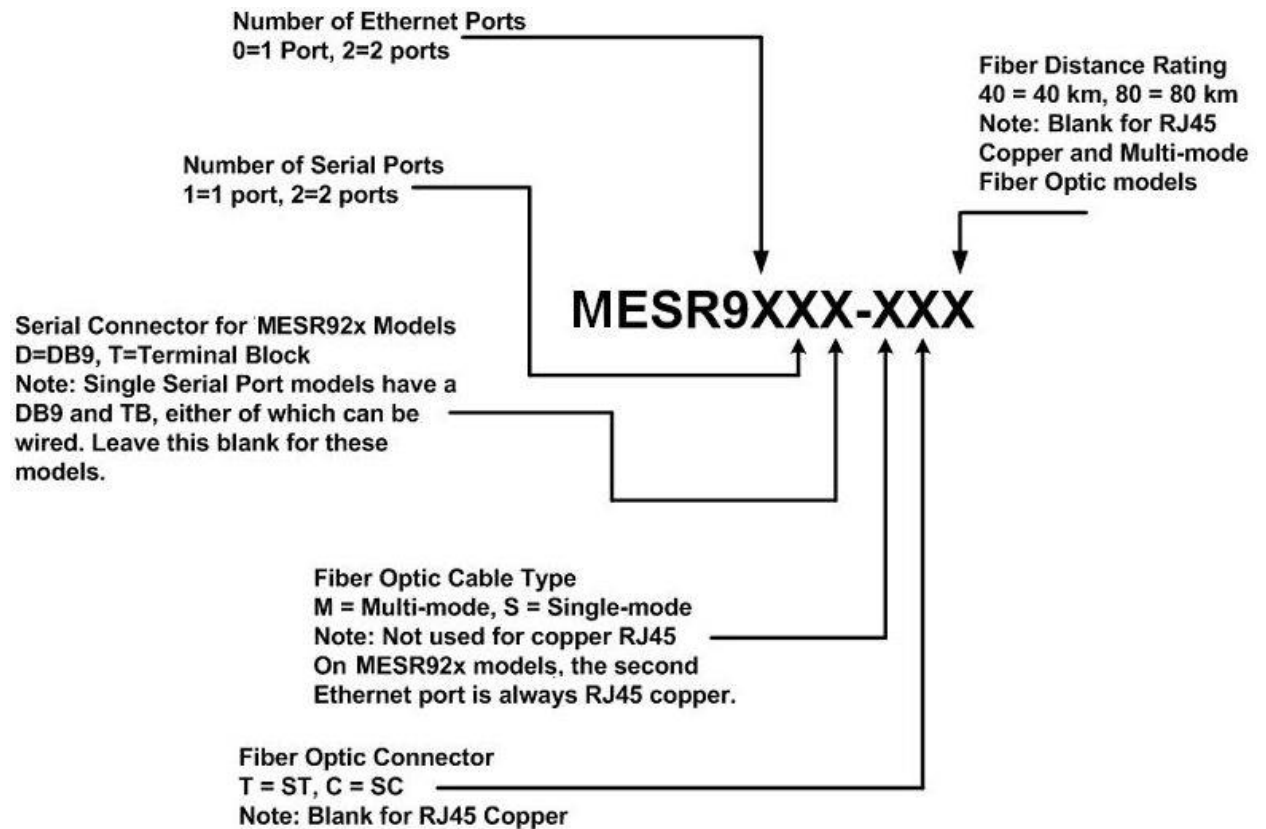 Number of Ethernet Ports
0=1 Port, 2=2 ports
Fiber Distance Rating
40 = 40 km, 80 = 80 km
Note: Blank for RJ45
Copper and Multi-mode
Fiber Optic models
Number of Serial Ports
1=1 port, 2=2 ports
MESR9XXX-XXX
Serial Connector for MESR92x Models
D=DB9, T=Terminal Block
Note: Single Serial Port models have a
DB9 and TB, either of which can be
wired. Leave this blank for these
models.
Fiber Optic Cable Type
M = Multi-mode, S = Single-mode
Note: Not used for copper RJ45
On MESR92x models, the second
Ethernet port is always RJ45 copper.
Fiber Optic Connector
T = ST, C = SC
Note: Blank for RJ45 Copper